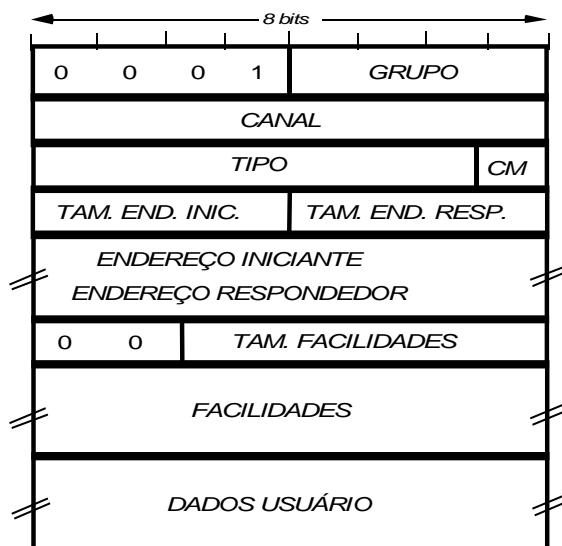 8 bits
0 0 0 1 GRUPO
CANAL
TIPO CM
TAM. END. INIC. TAM. END. RESP.
ENDEREÇO INICIANTE
ENDEREÇO RESPONDEDOR
0 0 TAM. FACILIDADES
FACILIDADES
DADOS USUÁRIO